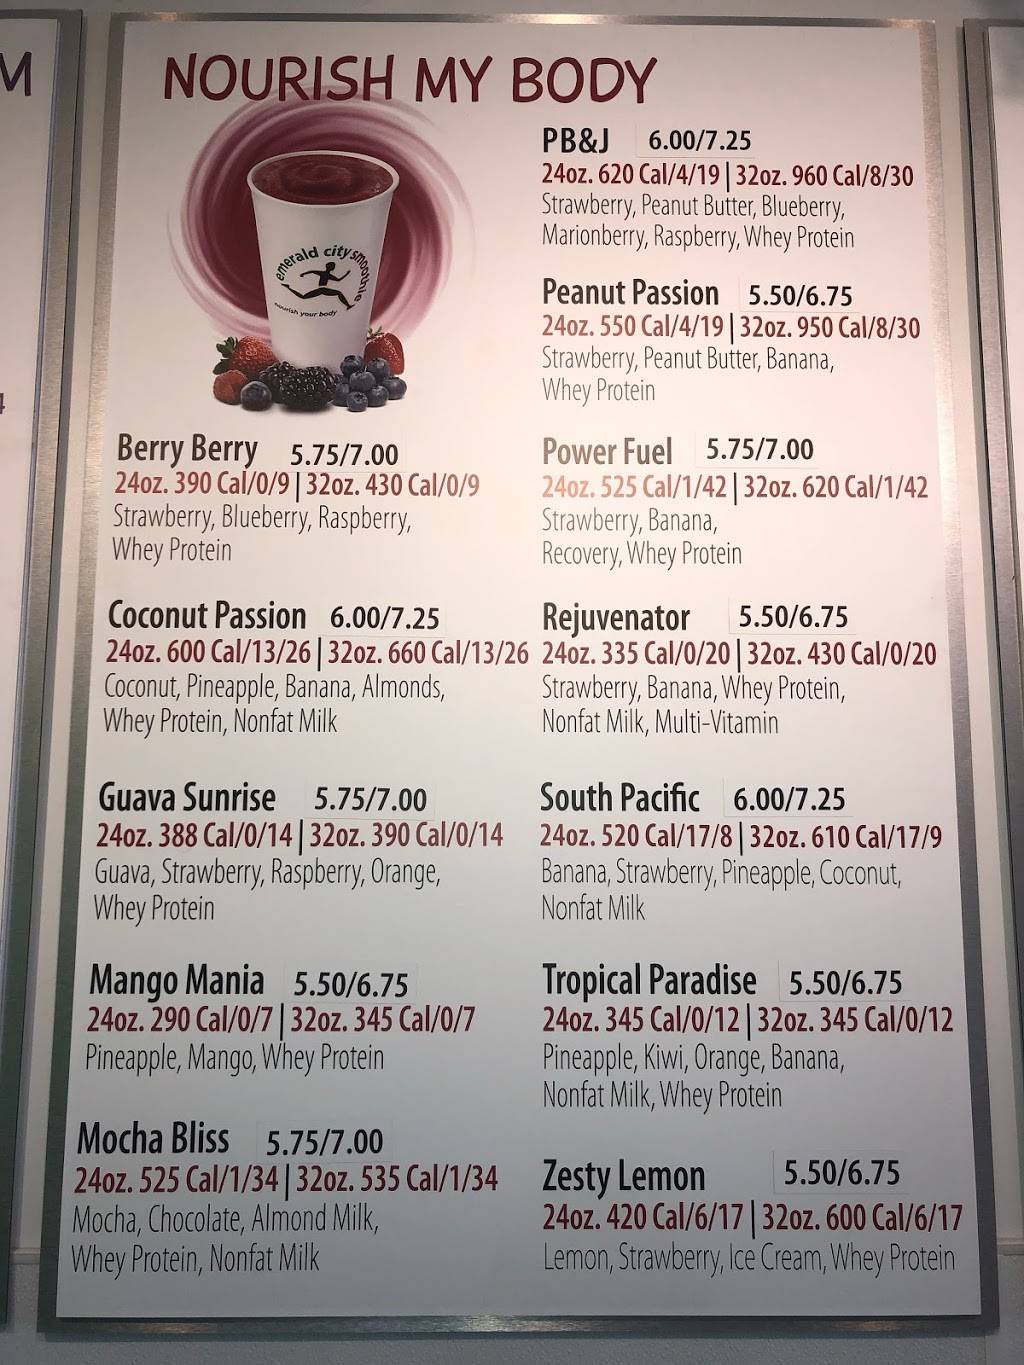 M
NOURISH MY BODY
emerald city smoothie
nourish your body
4
Berry Berry 5.75/7.00
24oz. 390 Cal/0/9 | 32oz. 430 Cal/0/9
Strawberry, Blueberry, Raspberry,
Whey Protein
Coconut Passion 6.00/7.25
24oz. 600 Cal/13/26 | 32oz. 660 Cal/13/26
Coconut, Pineapple, Banana, Almonds,
Whey Protein, Nonfat Milk
Guava Sunrise 5.75/7.00
24oz. 388 Cal/0/14 | 32oz. 390 Cal/0/14
Guava, Strawberry, Raspberry, Orange,
Whey Protein
Mango Mania 5.50/6.75
24oz. 290 Cal/0/7 | 32oz. 345 Cal/0/7
Pineapple, Mango, Whey Protein
Mocha Bliss 5.75/7.00
24oz. 525 Cal/1/34 | 32oz. 535 Cal/1/34
Mocha, Chocolate, Almond Milk,
Whey Protein, Nonfat Milk
PB&J 6.00/7.25
24oz. 620 Cal/4/19 | 32oz. 960 Cal/8/30
Strawberry, Peanut Butter, Blueberry,
Marionberry, Raspberry, Whey Protein
Peanut Passion 5.50/6.75
24oz. 550 Cal/4/19 | 32oz. 950 Cal/8/30
Strawberry, Peanut Butter, Banana,
Whey Protein
Power Fuel 5.75/7.00
24oz. 525 Cal/1/42 | 32oz. 620 Cal/1/42
Strawberry, Banana,
Recovery, Whey Protein
Rejuvenator 5.50/6.75
24oz. 335 Cal/0/20 | 32oz. 430 Cal/0/20
Strawberry, Banana, Whey Protein,
Nonfat Milk, Multi-Vitamin
South Pacific 6.00/7.25
24oz. 520 Cal/17/8 | 32oz. 610 Cal/17/9
Banana, Strawberry, Pineapple, Coconut,
Nonfat Milk
Tropical Paradise 5.50/6.75
24oz. 345 Cal/0/12 | 32oz. 345 Cal/0/12
Pineapple, Kiwi, Orange, Banana,
Nonfat Milk, Whey Protein
Zesty Lemon 5.50/6.75
24oz. 420 Cal/6/17 | 32oz. 600 Cal/6/17
Lemon, Strawberry, Ice Cream, Whey Protein